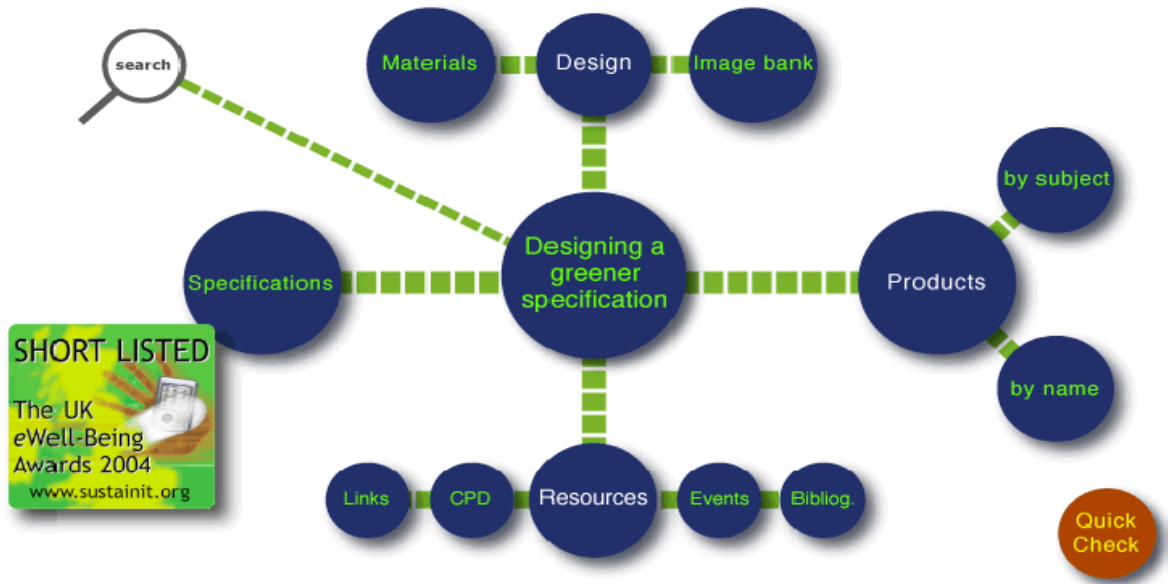 search
Materials
Design
Image bank
by subject
Designing a
greener
specification
Specifications
Products
by name
SHORT LISTED
The UK
eWell-Being
Awards 2004
www.sustainit.org
Links
CPD
Resources
Events
Bibliog.
Quick
Check